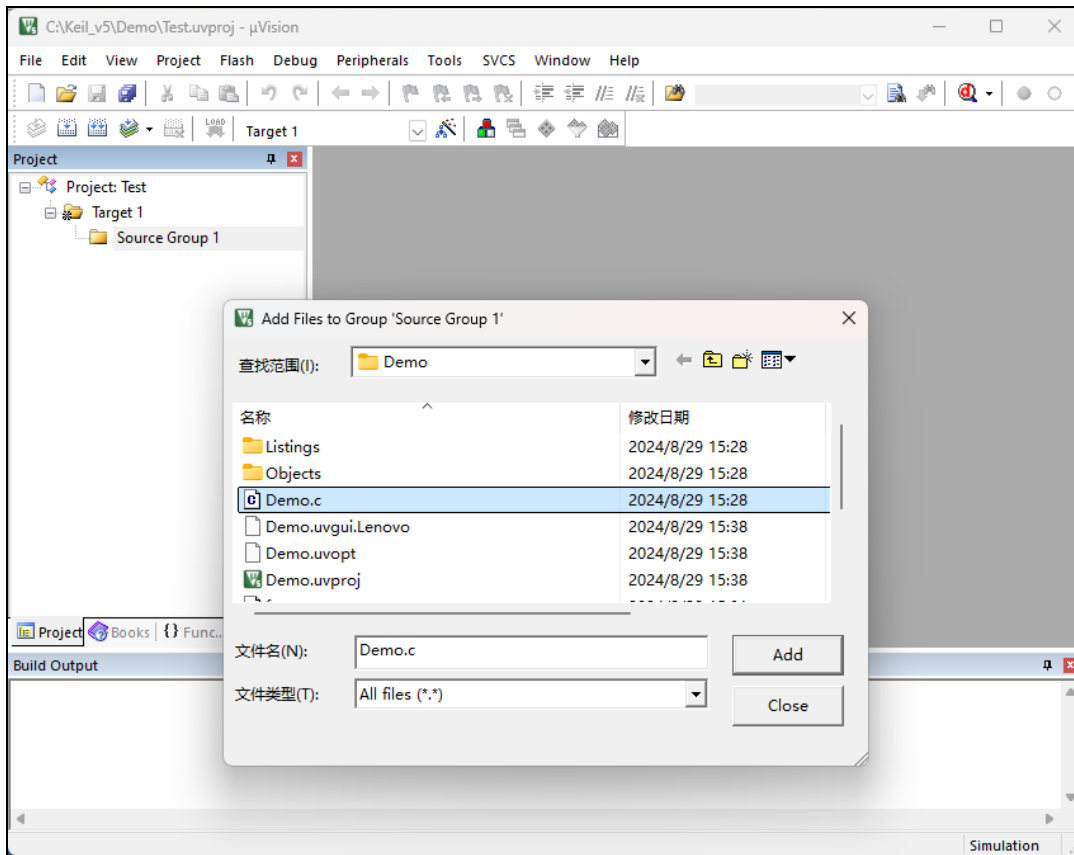 C:\Keil_v5\Demo\Test.uvproj - µVision
File Edit View Project Flash Debug Peripherals Tools SVCS Window Help
LOAD Target 1
Project
Project: Test
Target 1
Source Group 1
Add Files to Group 'Source Group 1'
查找范围(I): Demo
名称 修改日期
Listings 2024/8/29 15:28
Objects 2024/8/29 15:28
Demo.c 2024/8/29 15:28
Demo.uvgui.Lenovo 2024/8/29 15:38
Demo.uvopt 2024/8/29 15:38
Demo.uvproj 2024/8/29 15:38
Project Books {} Func..
文件名(N): Demo.c Add
Build Output
文件类型(T): All files (*.*) Close
Simulation